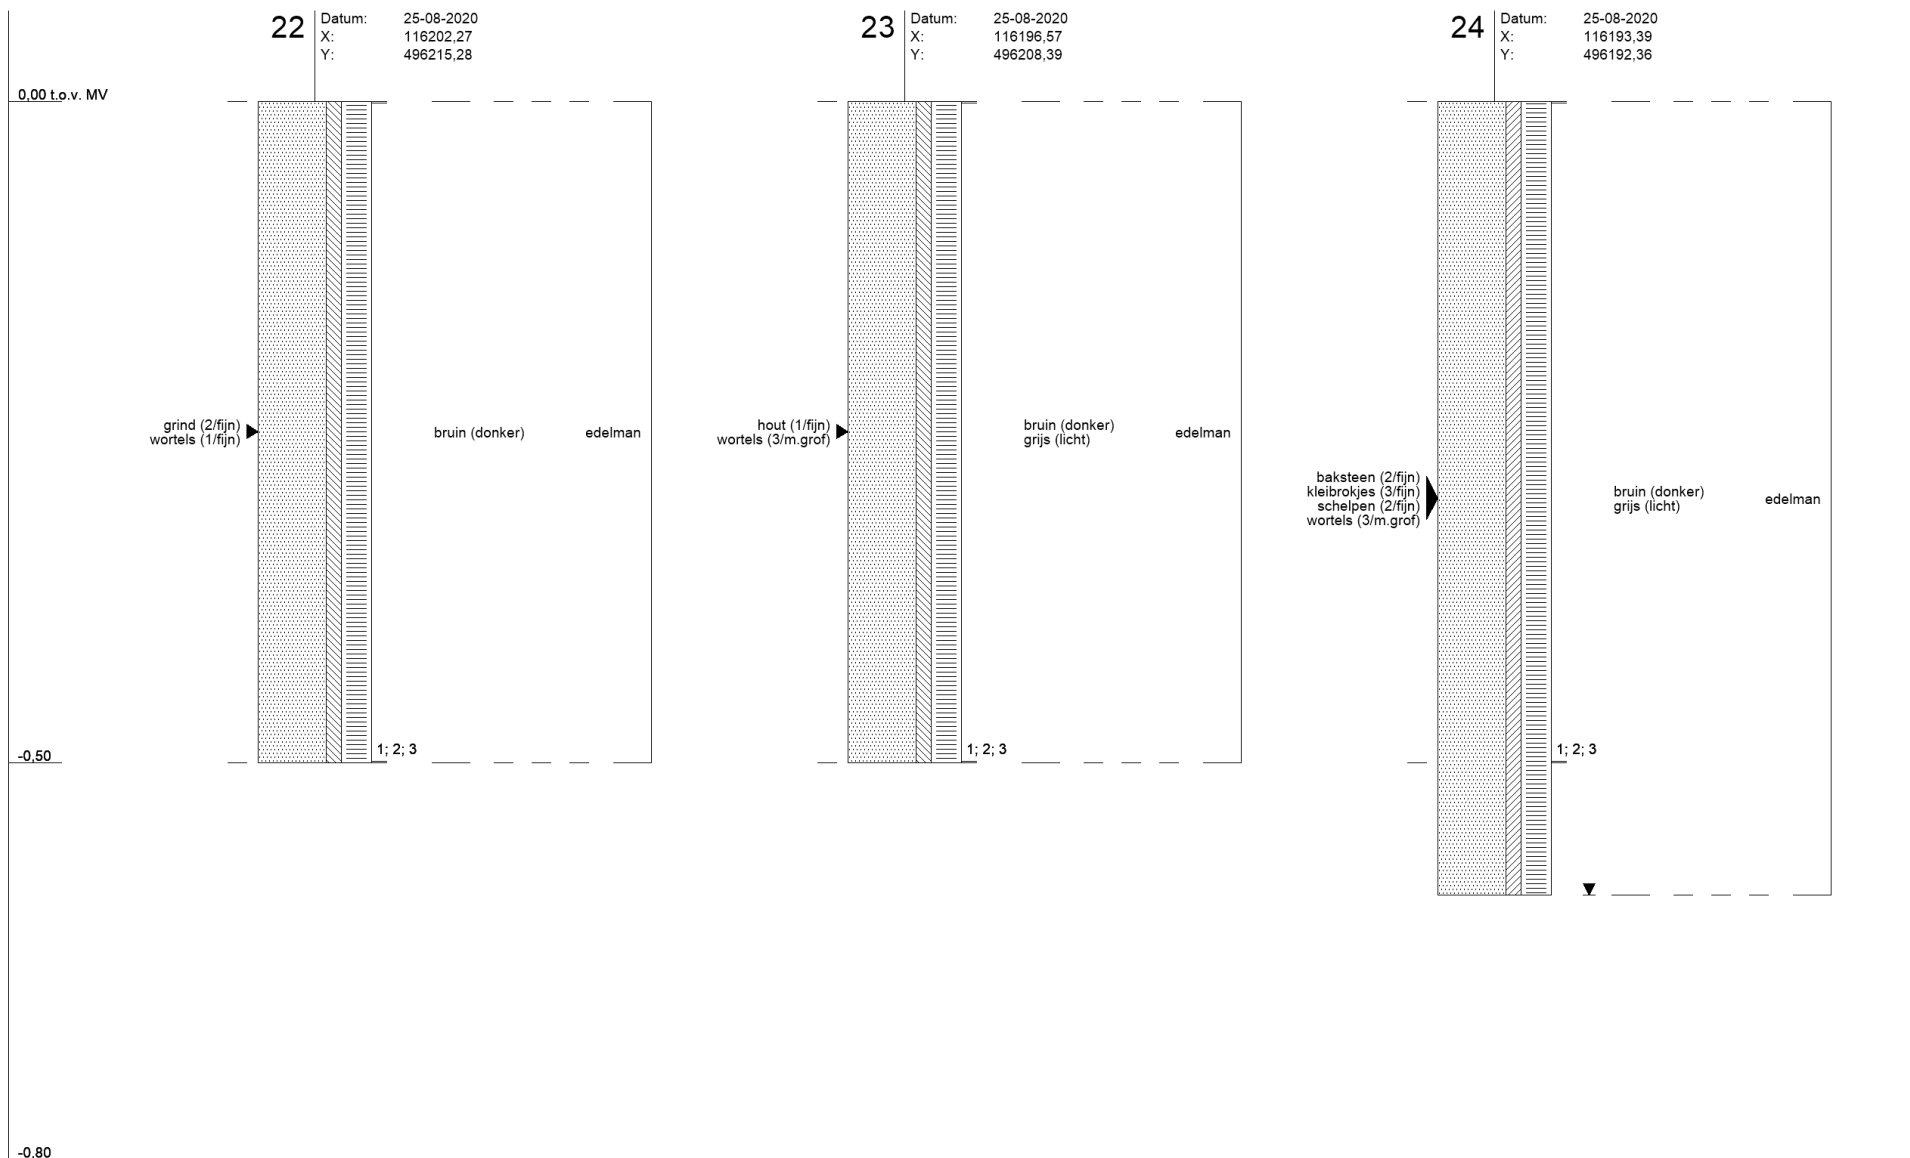 22
Datum: 25-08-2020
X: 116202,27
Y: 496215,28
23
Datum: 25-08-2020
X: 116196,57
Y: 496208,39
24
Datum: 25-08-2020
X: 116193,39
Y: 496192,36
0,00 t.o.v. MV
grind (2/fijn)
wortels (1/fijn)
bruin (donker)
edelman
1; 2; 3
hout (1/fijn)
wortels (3/m.grof)
bruin (donker)
grijs (licht)
edelman
1; 2; 3
baksteen (2/fijn)
kleibrokjes (3/fijn)
schelpen (2/fijn)
wortels (3/m.grof)
bruin (donker)
grijs (licht)
edelman
1; 2; 3
-0,50
-0,80